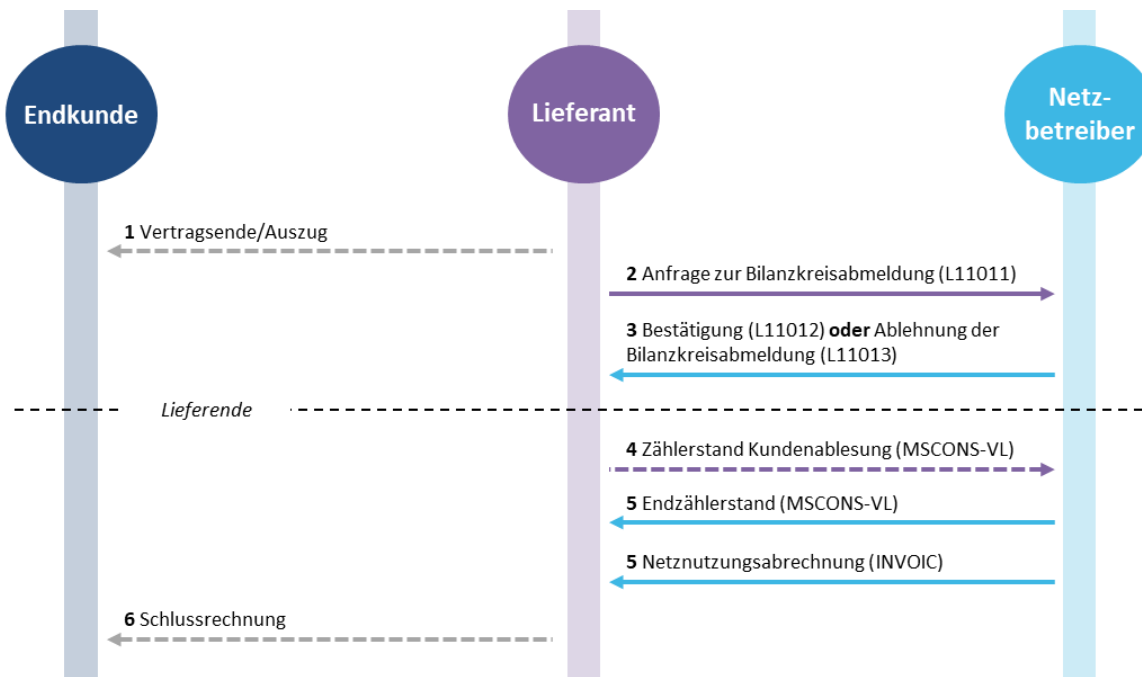 Endkunde
Lieferant
Netz-
betreiber
1 Vertragsende/Auszug
2 Anfrage zur Bilanzkreisabmeldung (L11011)
3 Bestätigung (L11012) oder Ablehnung der
Bilanzkreisabmeldung (L11013)
Lieferende
4 Zählerstand Kundenablesung (MSCONS-VL)
5 Endzählerstand (MSCONS-VL)
5 Netznutzungsabrechnung (INVOIC)
6 Schlussrechnung